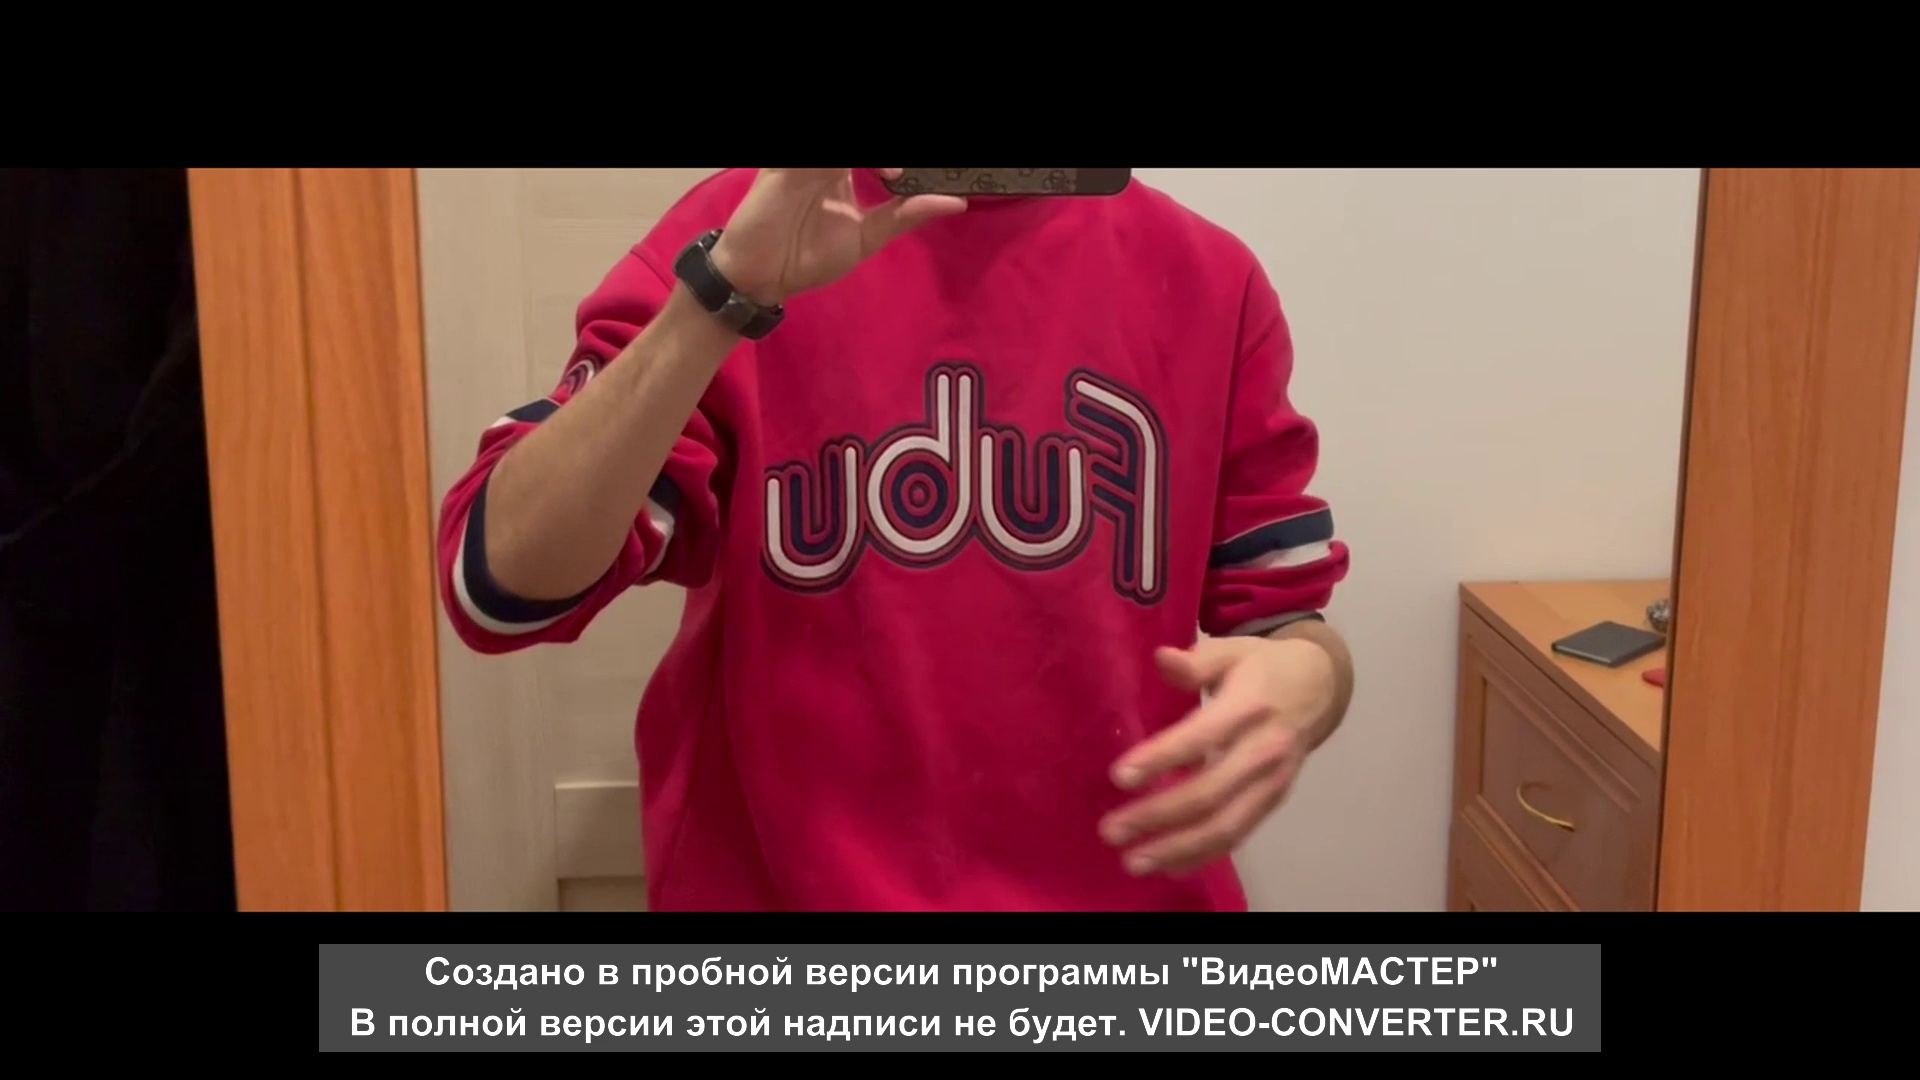 Fubu
Создано в пробной версии программы "ВидеоМАСТЕР"
В полной версии этой надписи не будет. VIDEO-CONVERTER.RU